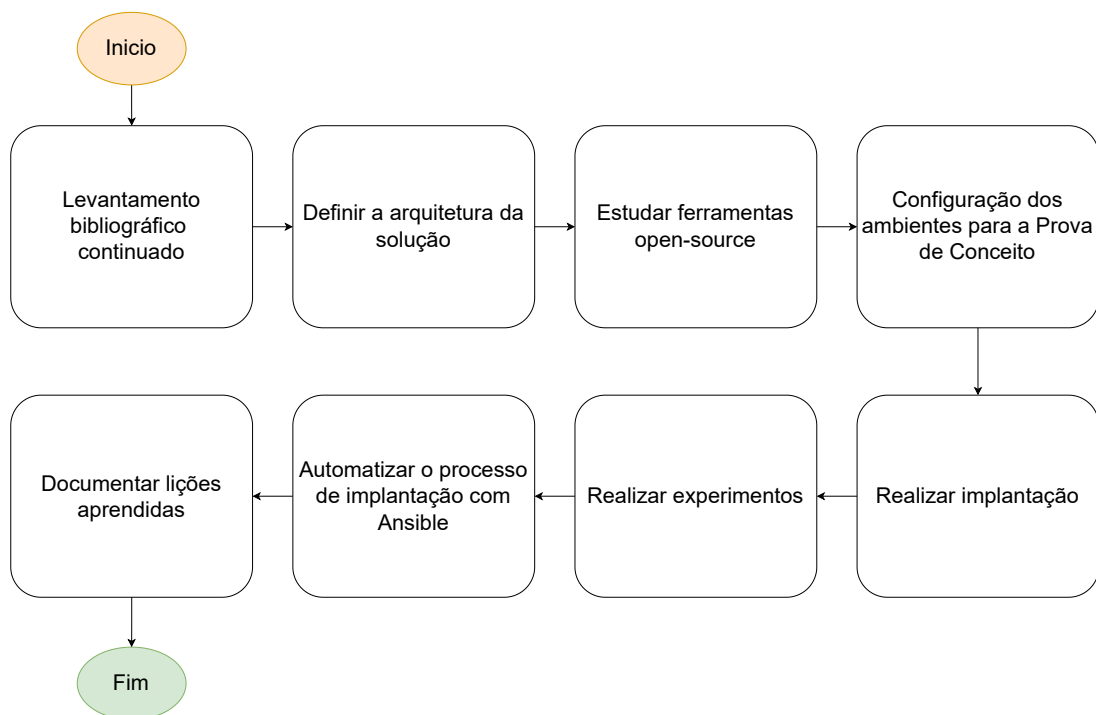 Inicio
Levantamento
bibliográfico
continuado
Definir a arquitetura da
solução
Estudar ferramentas
open-source
Configuração dos
ambientes para a Prova
de Conceito
Realizar implantação
Realizar experimentos
Automatizar o processo
de implantação com
Ansible
Documentar lições
aprendidas
Fim